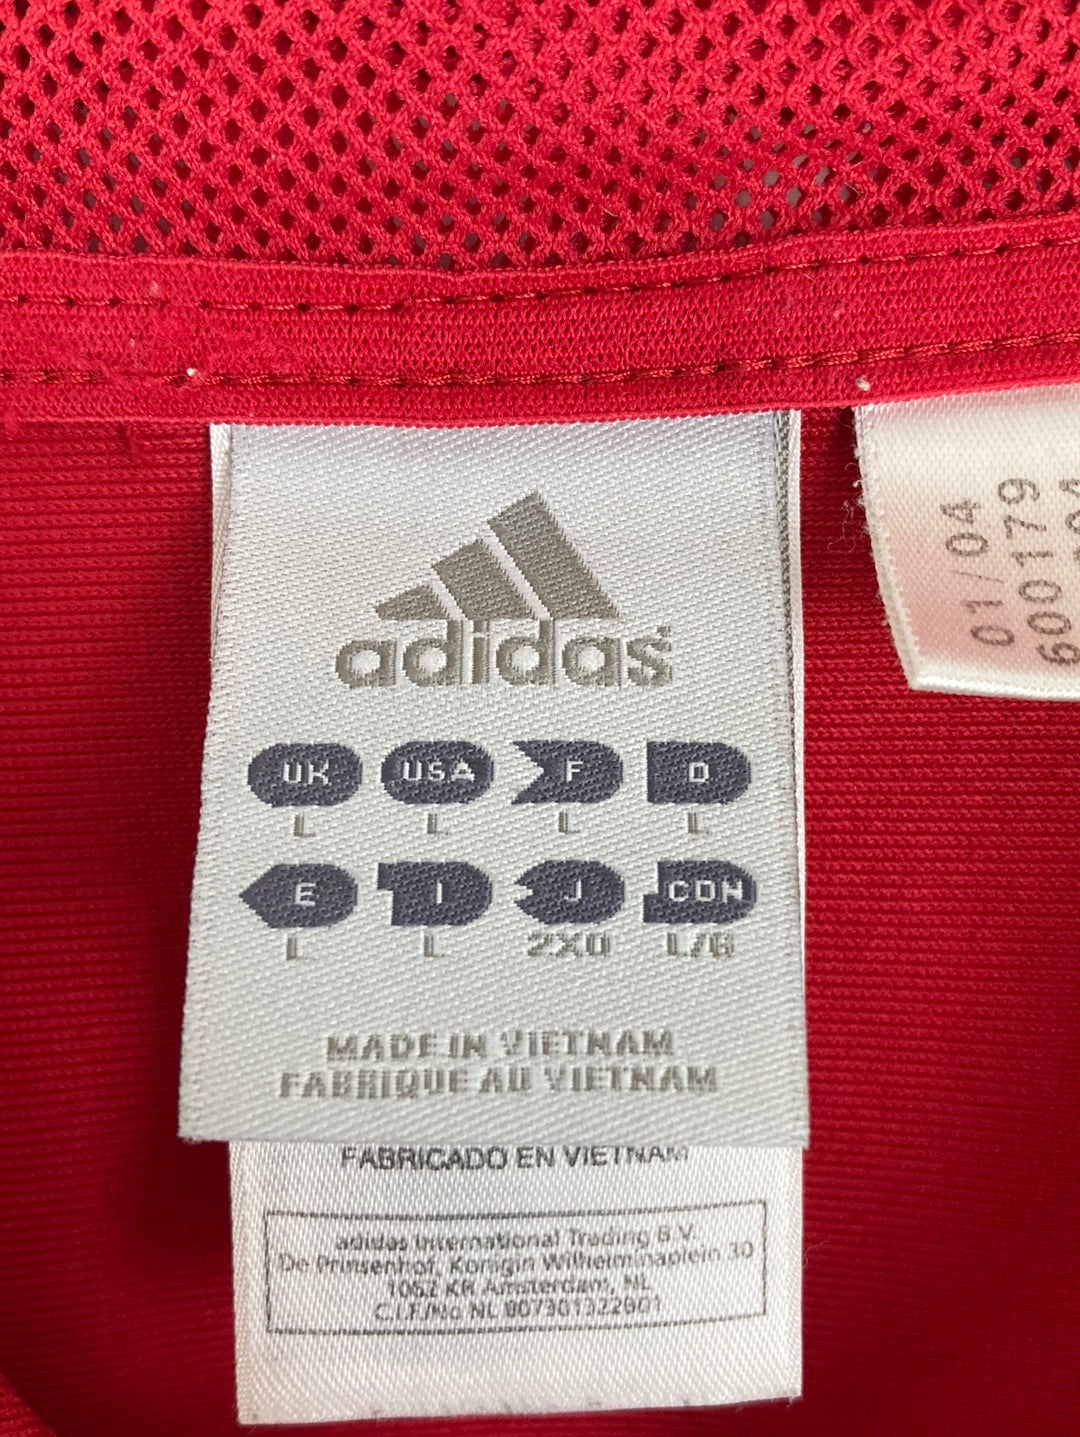 adidas
UK USA F D
L L L L
E I J CDN
L L 2XO L/G
MADE IN VIETNAM
FABRIQUE AU VIETNAM
FABRICADO EN VIETNAM
adidas International Trading B.V.
De Prinsenhof, Koningin Wilhelminaplein 30
1062 KR Amsterdam, NL
C.I.F/No NL 807301322B01
01/04
600179